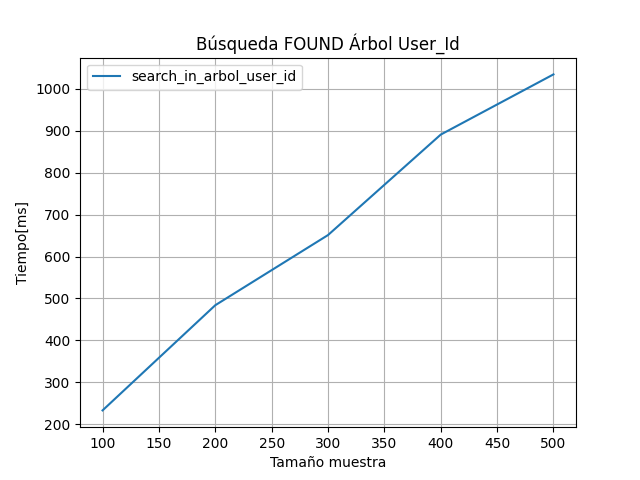 Búsqueda FOUND Árbol User_Id
search_in_arbol_user_id
1000
900
800
700
600
500
400
300
200
Tiempo[ms]
100 150 200 250 300 350 400 450 500
Tamaño muestra